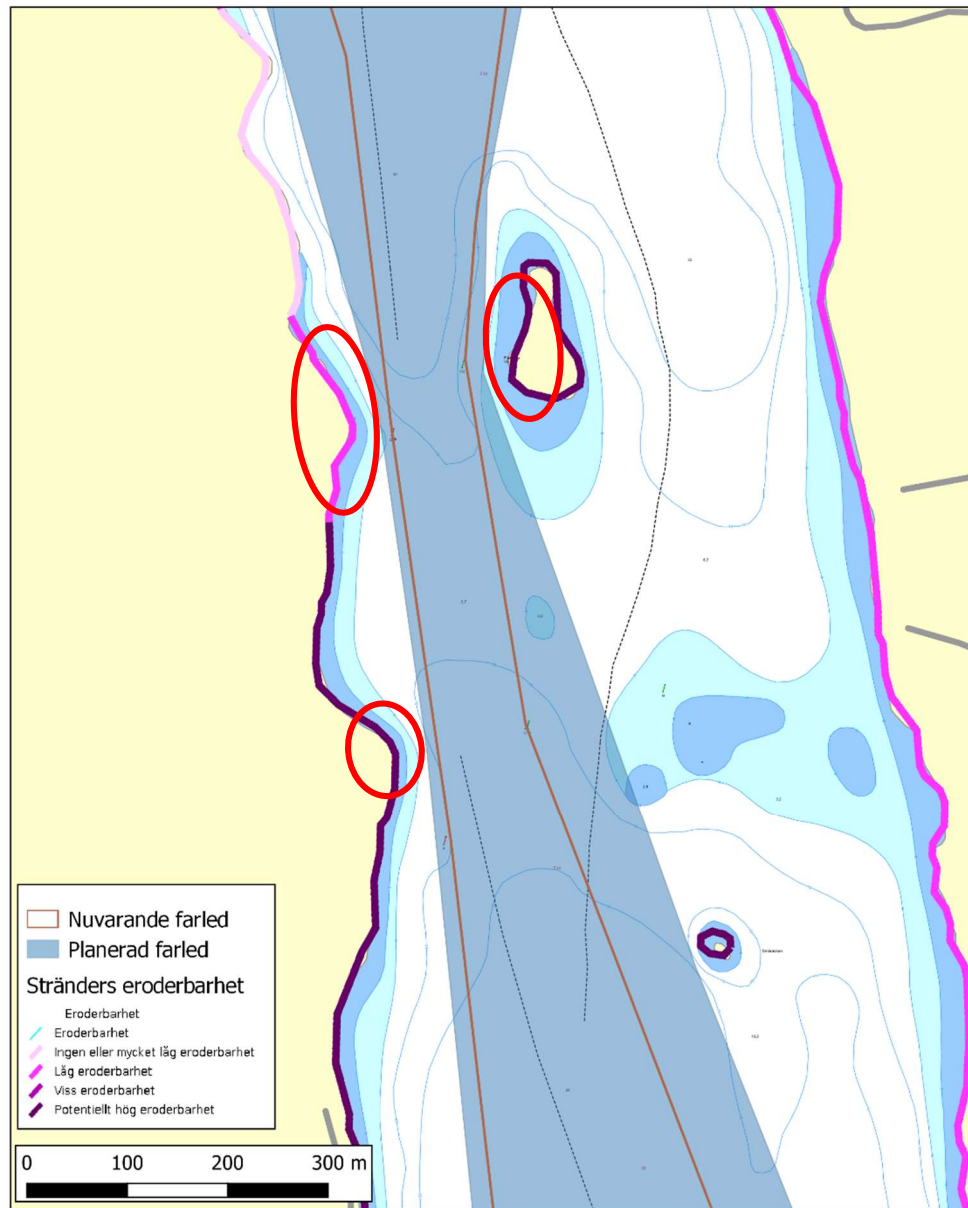 Nuvarande farled
Planerad farled
Stränders eroderbarhet
Eroderbarhet
Eroderbarhet
Ingen eller mycket låg eroderbarhet
Låg eroderbarhet
Viss eroderbarhet
Potentiellt hög eroderbarhet
0 100 200 300 m